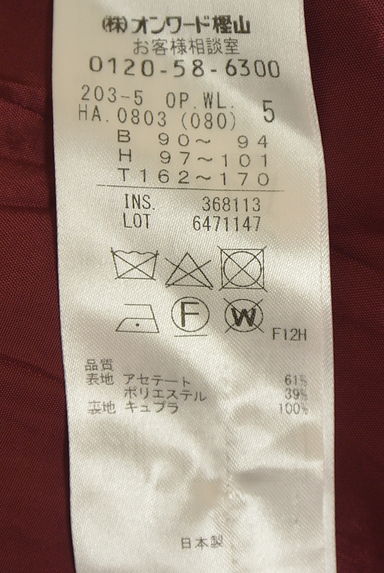 (株)オンワード樫山
お客様相談室
0120-58-6300
203-5 OP.WL.
HA.0803 (080) 5
B 90～ 94
H 97～101
T162～170
INS. 368113
LOT 6471147
F
W
F12H
品質
表地 アセテート 61%
ポリエステル 39%
裏地 キュプラ 100%
日本製